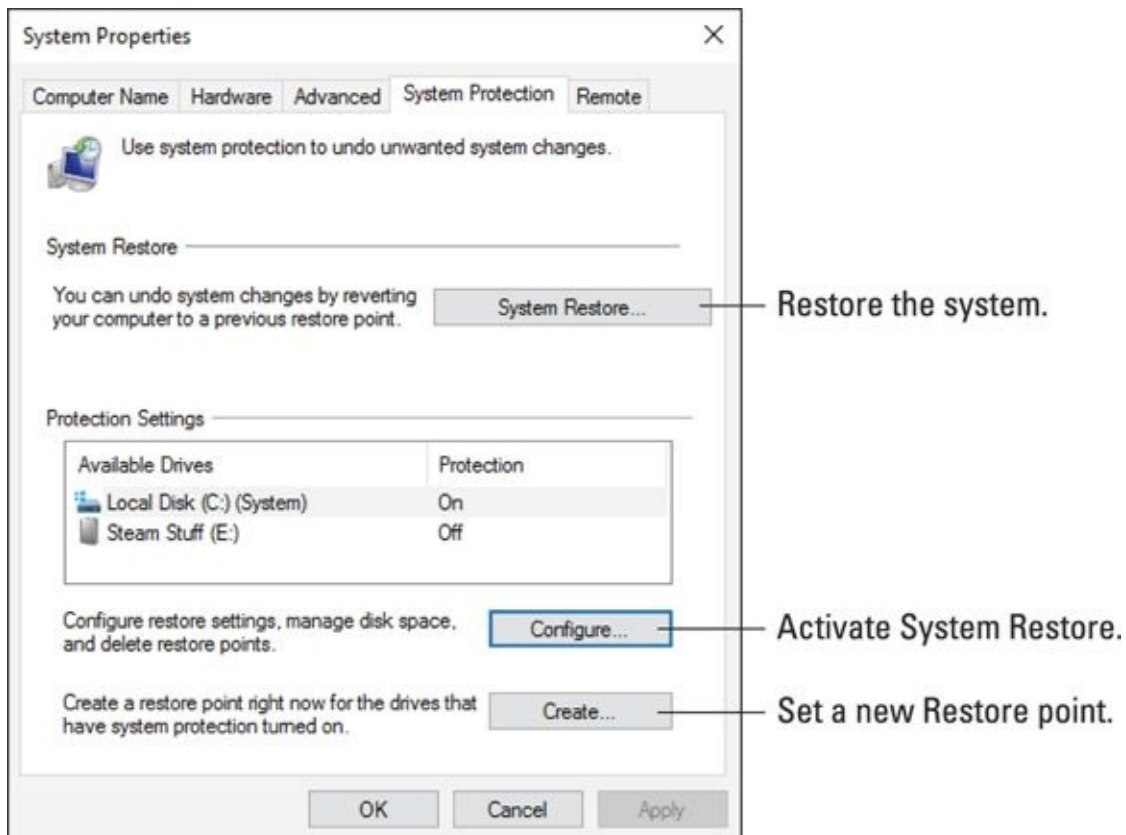 System Properties
Computer Name Hardware Advanced System Protection Remote
Use system protection to undo unwanted system changes.
System Restore
You can undo system changes by reverting
your computer to a previous restore point.
System Restore...
Restore the system.
Protection Settings
Available Drives Protection
Local Disk (C:) (System) On
Steam Stuff (E:) Off
Configure restore settings, manage disk space,
and delete restore points.
Configure...
Activate System Restore.
Create a restore point right now for the drives that
have system protection turned on.
Create...
Set a new Restore point.
OK Cancel Apply